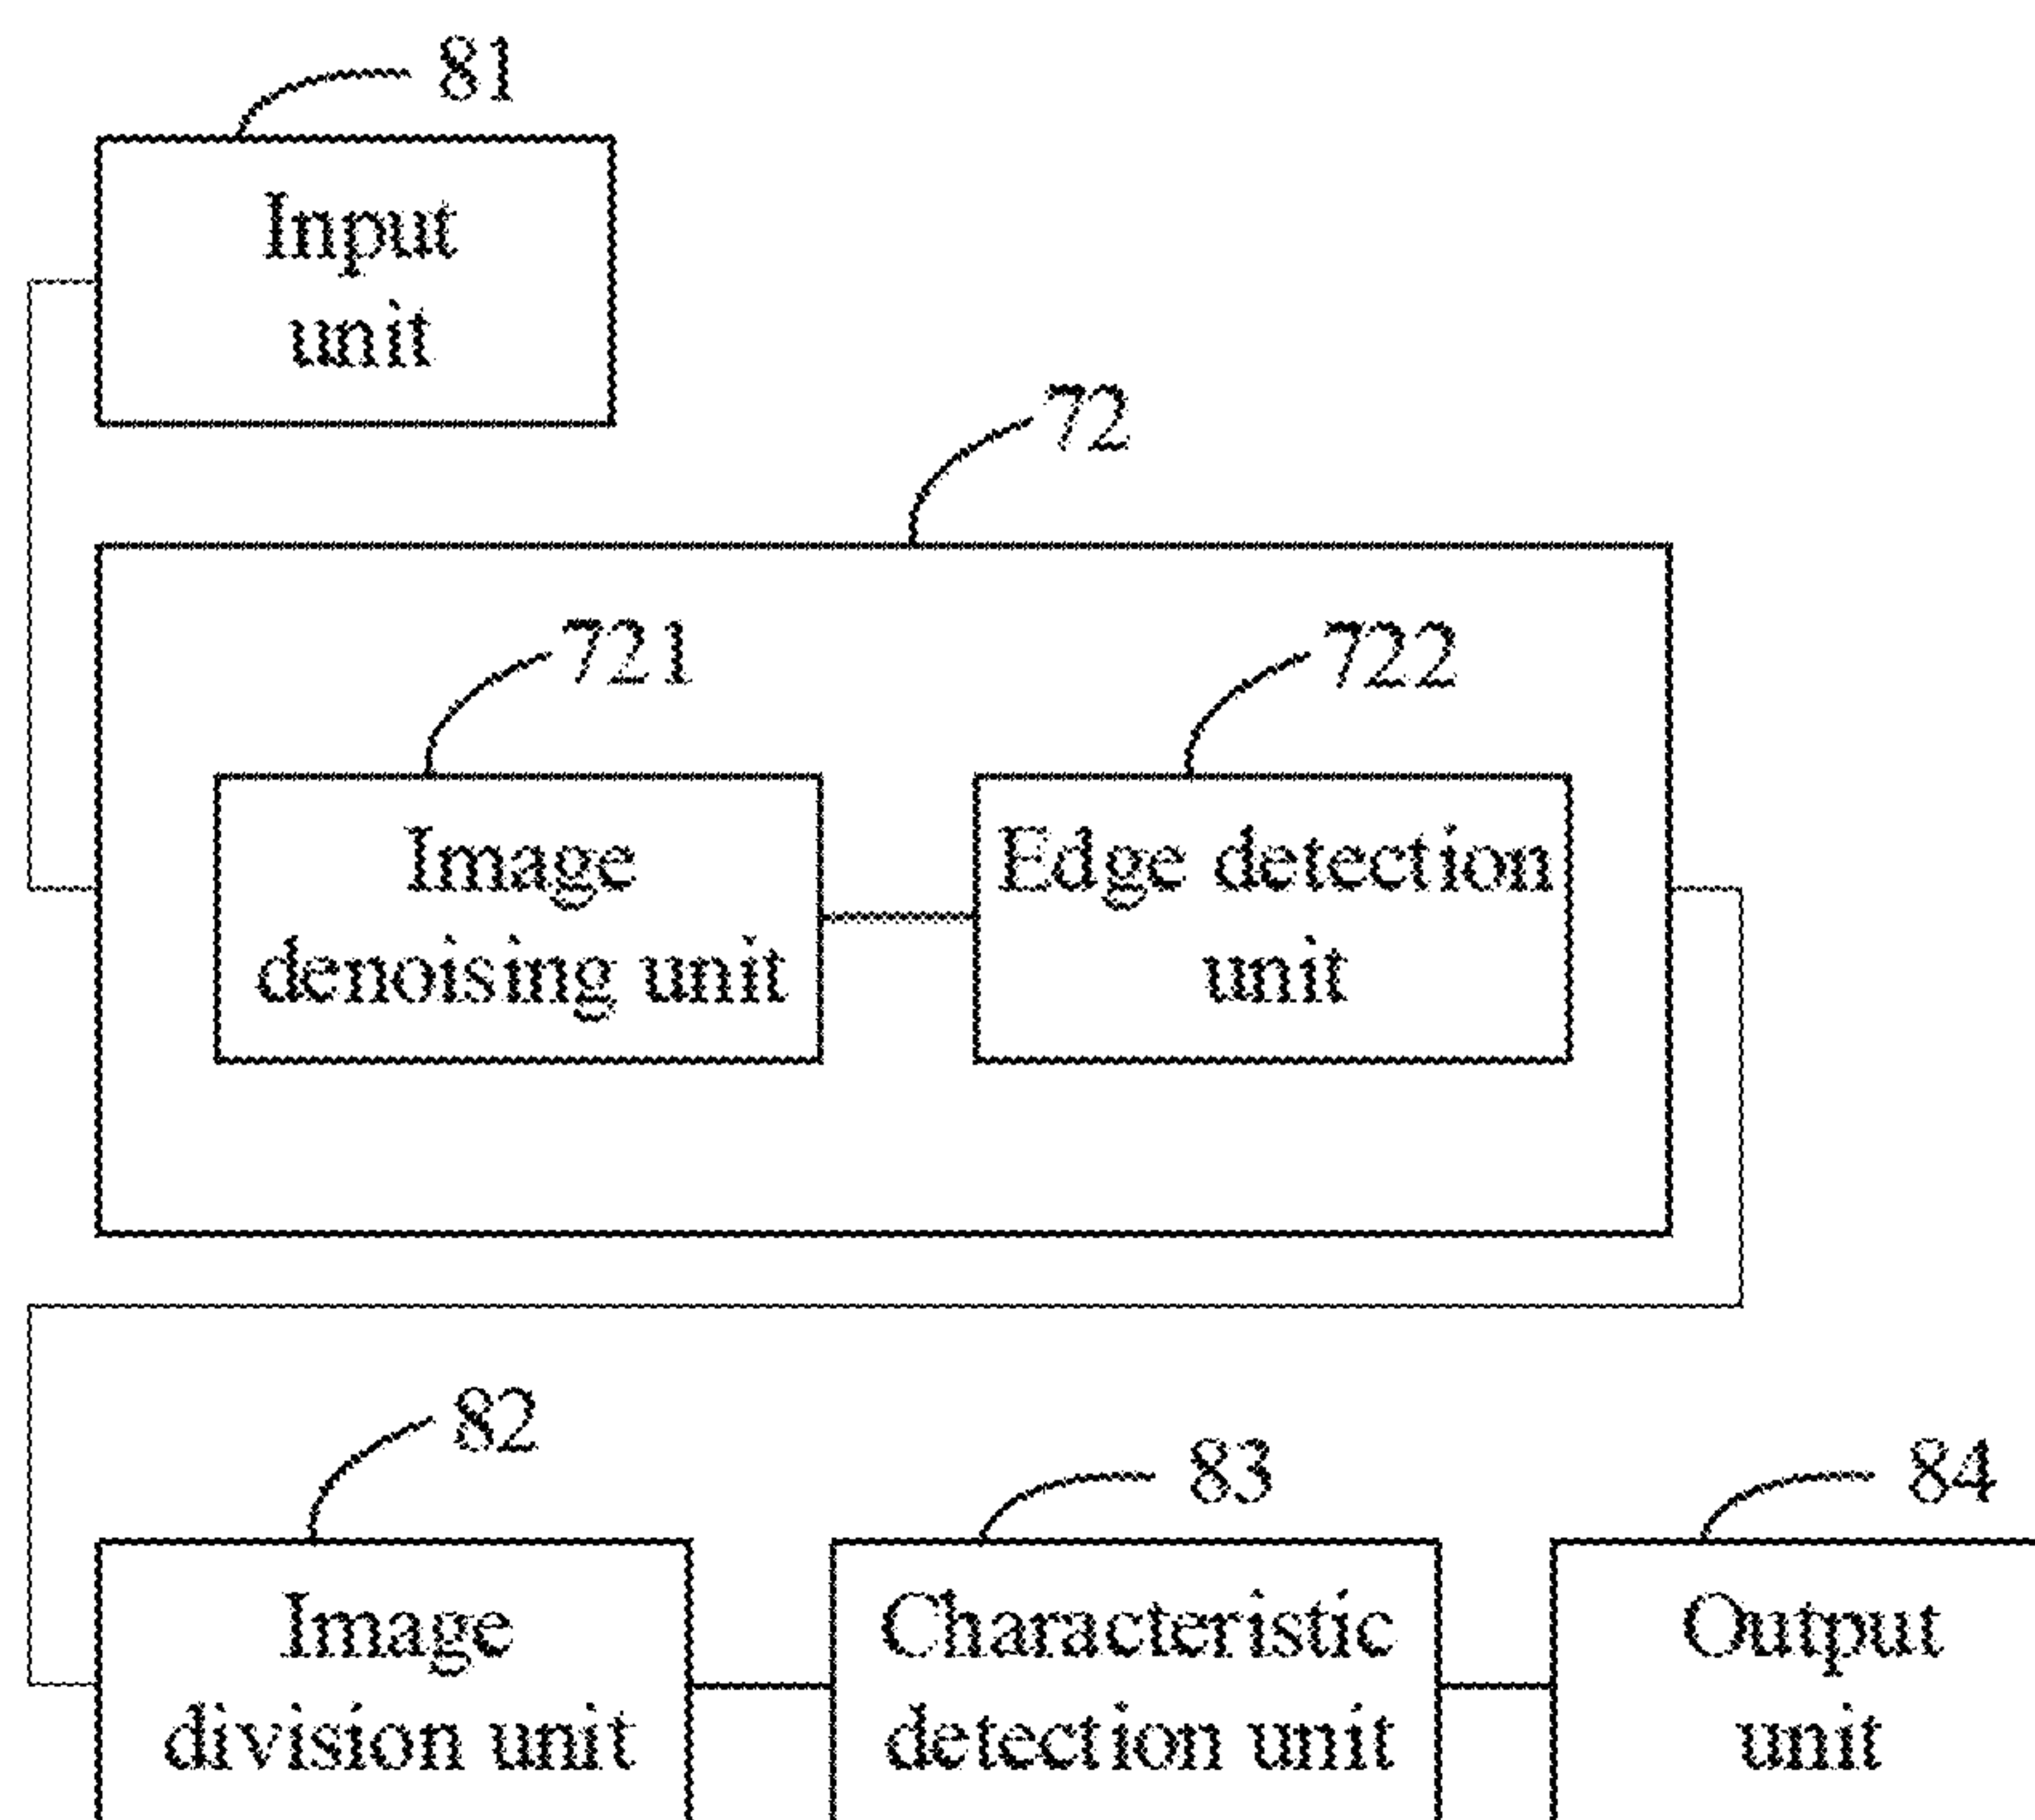 81
Input
unit
72
721
722
Image
denoising unit
Edge detection
unit
82
83
84
Image
division unit
Characteristic
detection unit
Output
unit